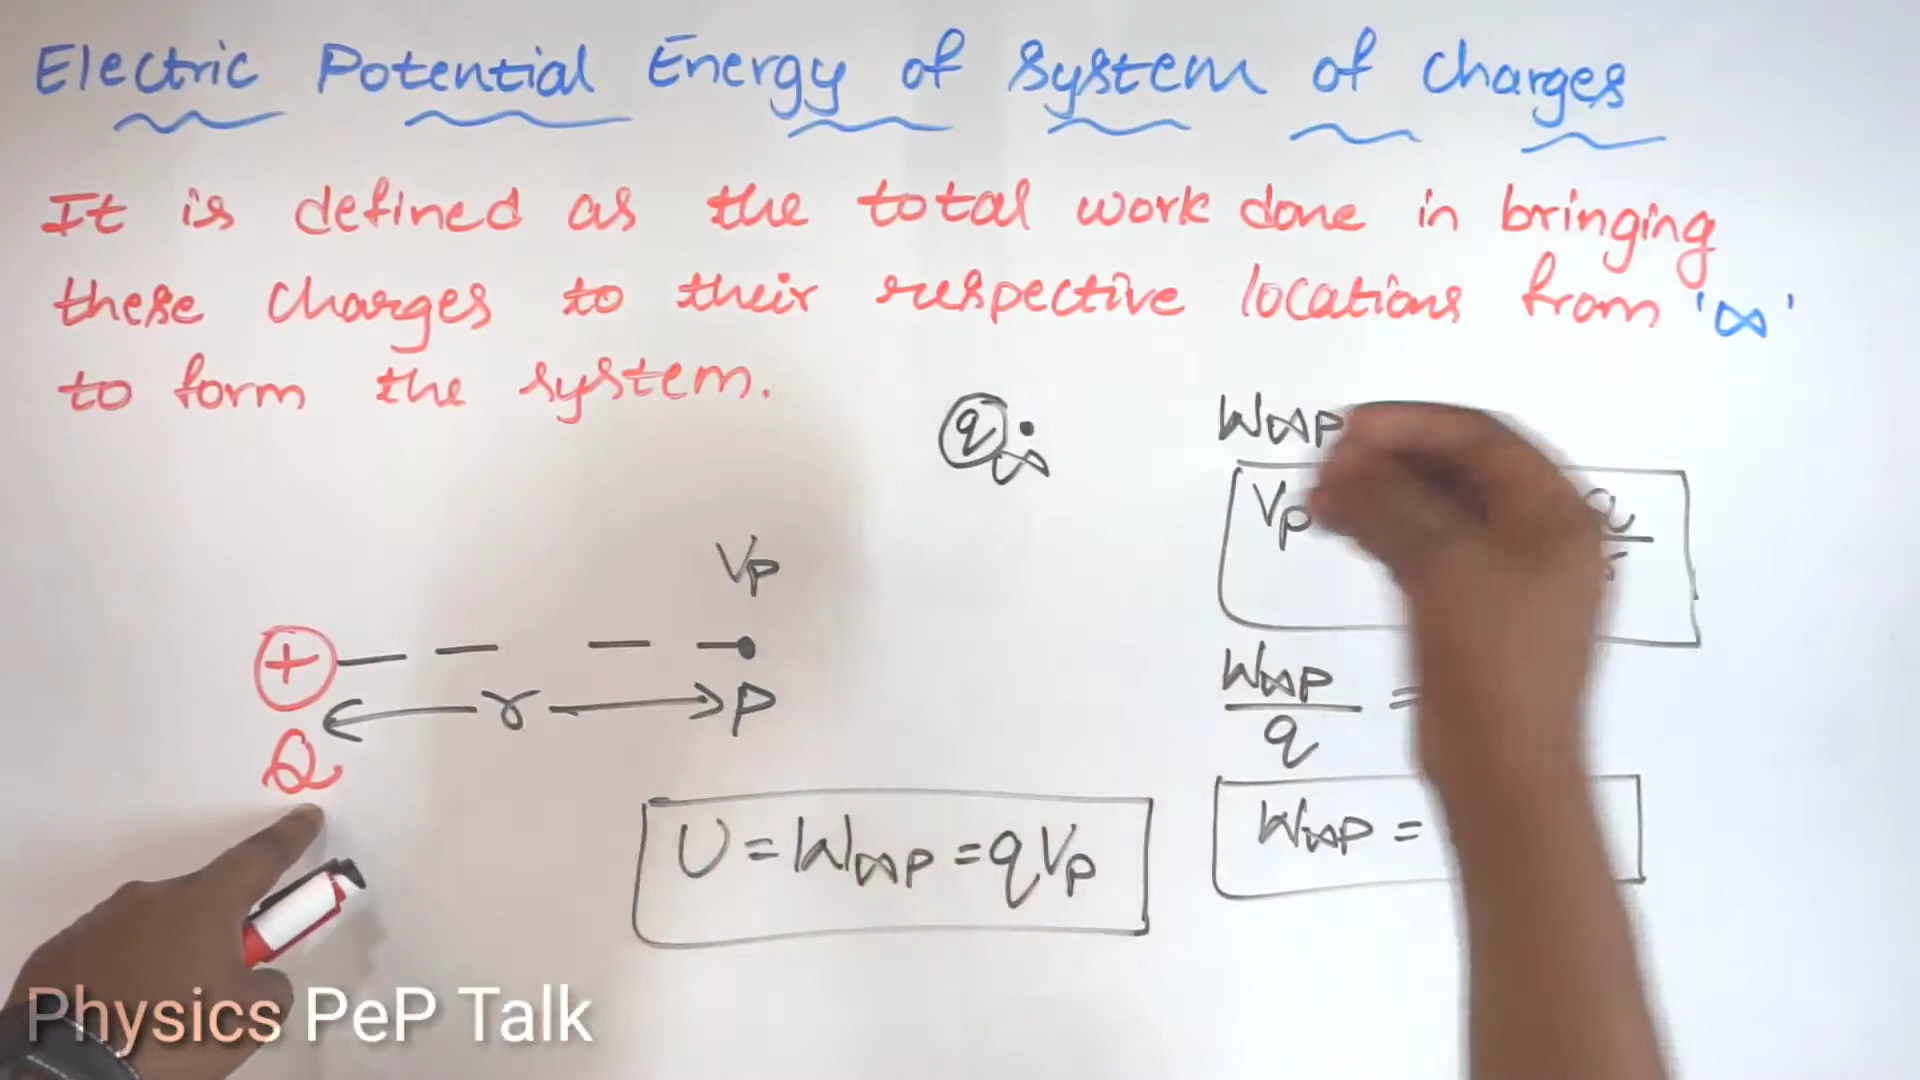 Electric Potential Energy of system of charges
It is defined as the total work done in bringing
these charges to their respective locations from '∞'
to form the system.
q ∞
W∞P
VP
VP
+
r P
Q
W∞P =
q
U = W∞P = qVP
W∞P =
Physics PeP Talk